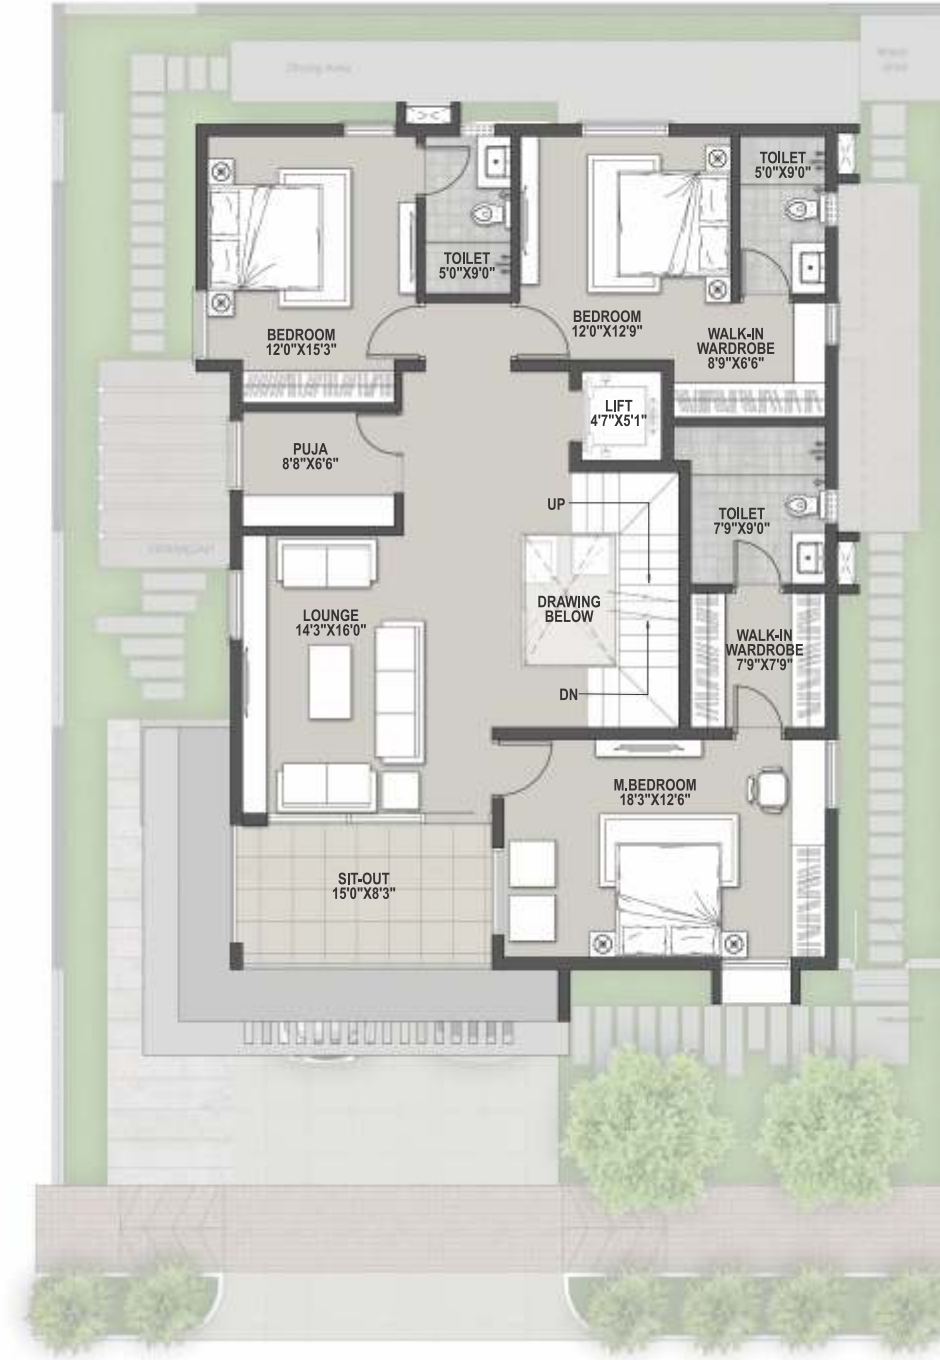 TOILET
5'0"X9'0"
TOILET
5'0"X9'0"
BEDROOM
12'0"X15'3"
BEDROOM
12'0"X12'9"
WALK-IN
WARDROBE
8'9"X6'6"
LIFT
4'7"X5'1"
PUJA
8'8"X6'6"
UP
TOILET
7'9"X9'0"
DRAWING
BELOW
LOUNGE
14'3"X16'0"
WALK-IN
WARDROBE
7'9"X7'9"
DN
M.BEDROOM
18'3"X12'6"
SIT-OUT
15'0"X8'3"